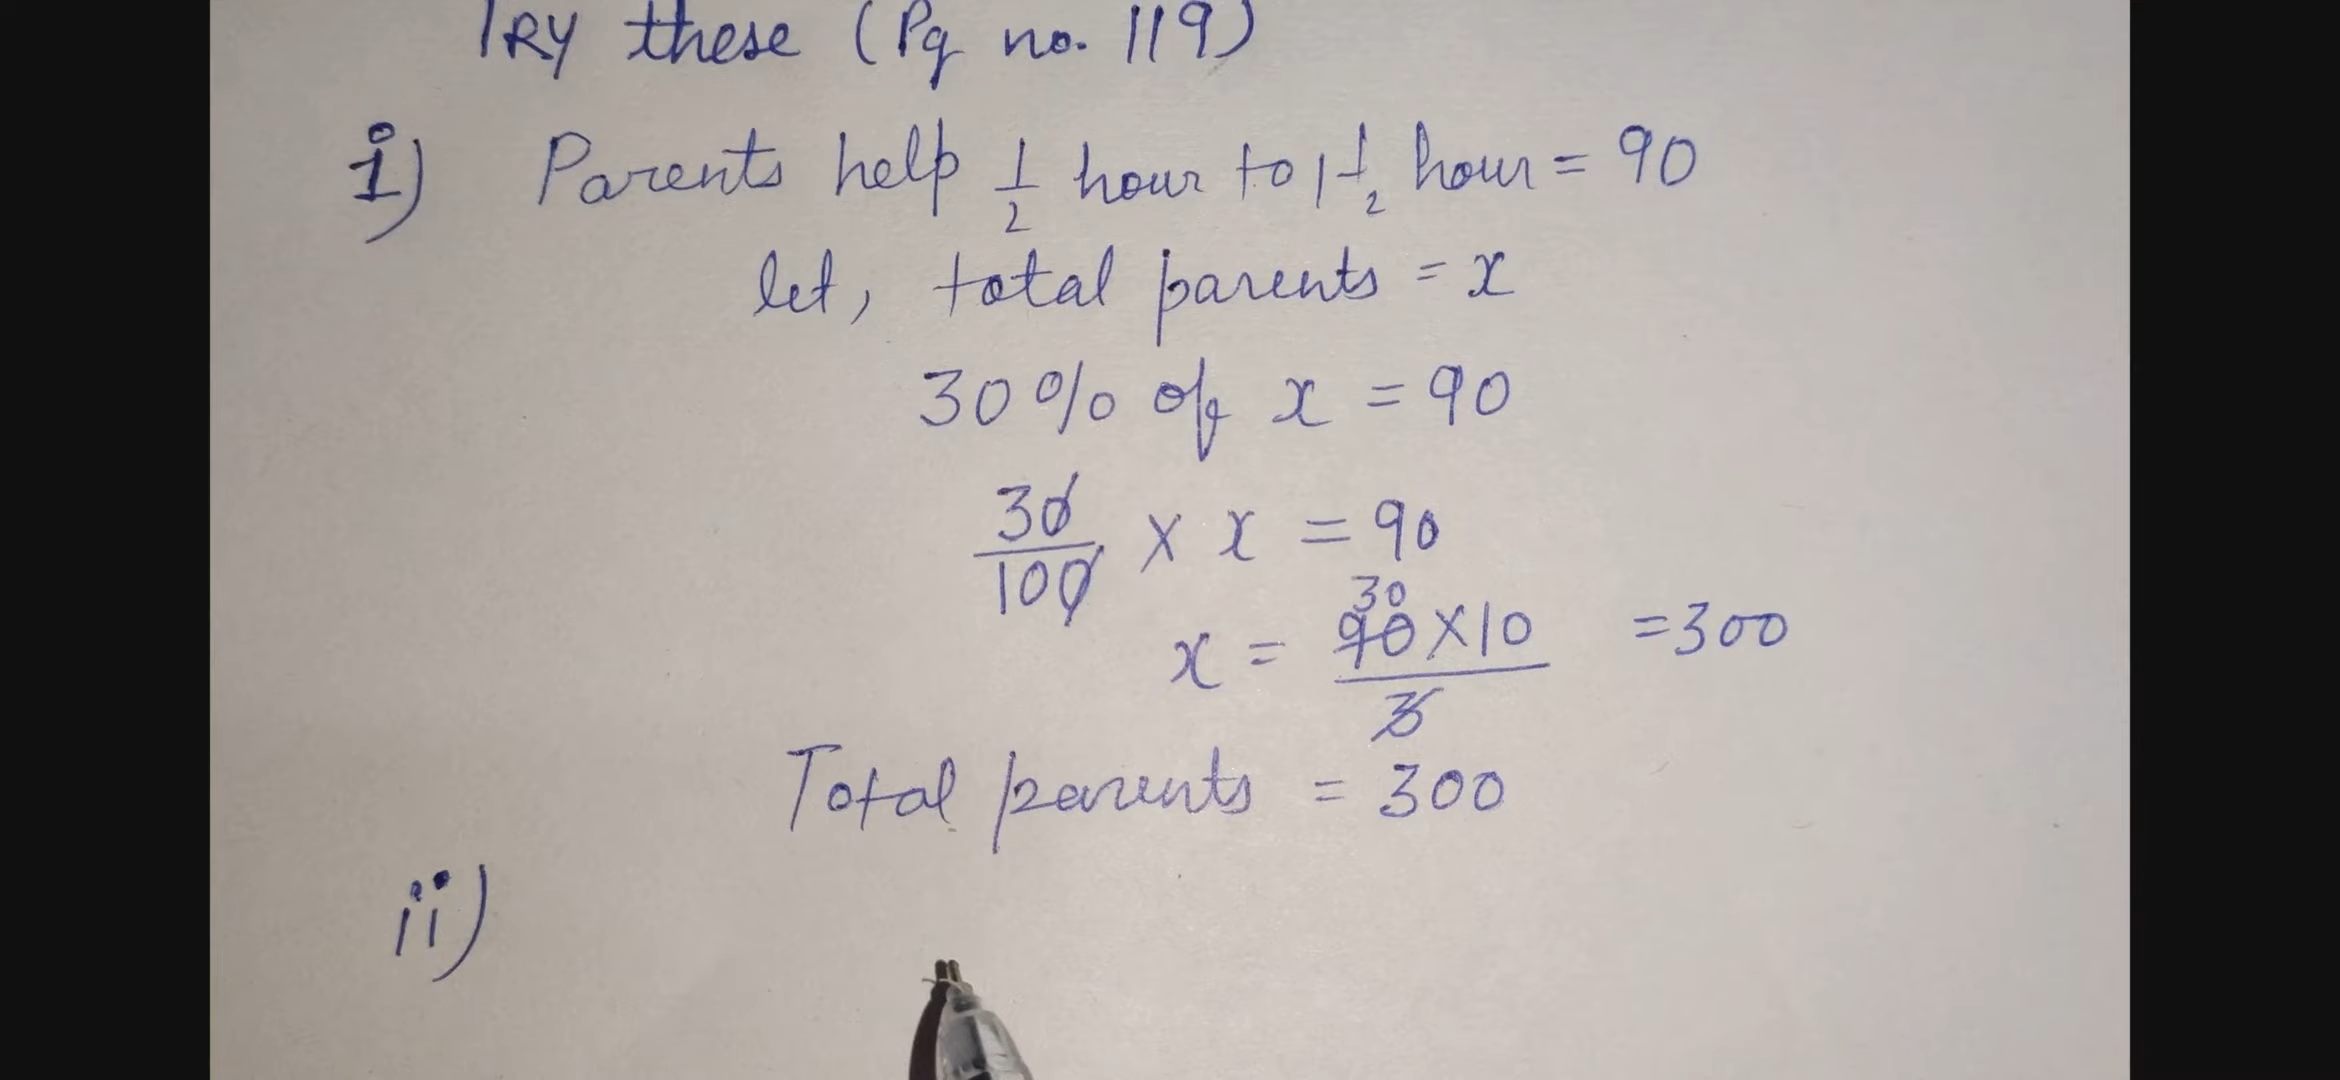 TRY these (Pg no. 119)
i) Parents help 1/2 hour to 1 1/2 hour = 90
let, total parents = x
30% of x = 90
30/100 × x = 90
x = 90 × 10 / 3 = 300
30
Total parents = 300
ii)